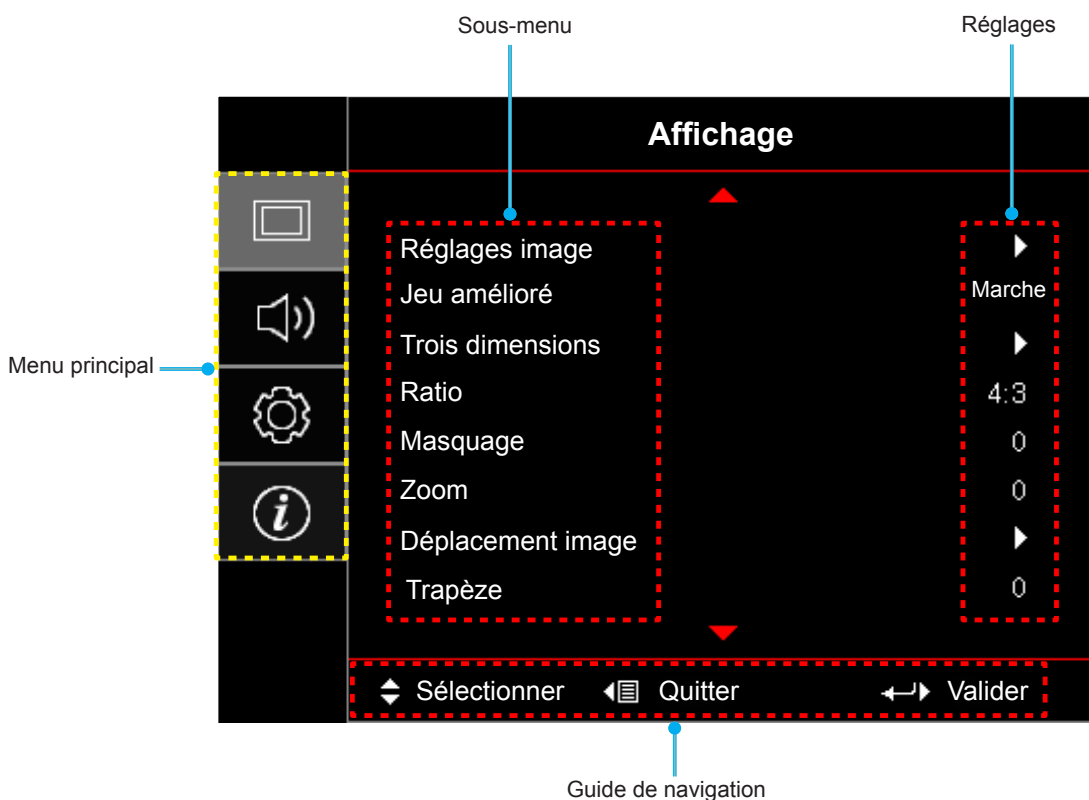 Sous-menu
Réglages
Affichage
Réglages image
Jeu amélioré
Marche
Trois dimensions
Menu principal
Ratio
4:3
Masquage
0
Zoom
0
Déplacement image
Trapèze
0
Sélectionner
Quitter
Valider
Guide de navigation